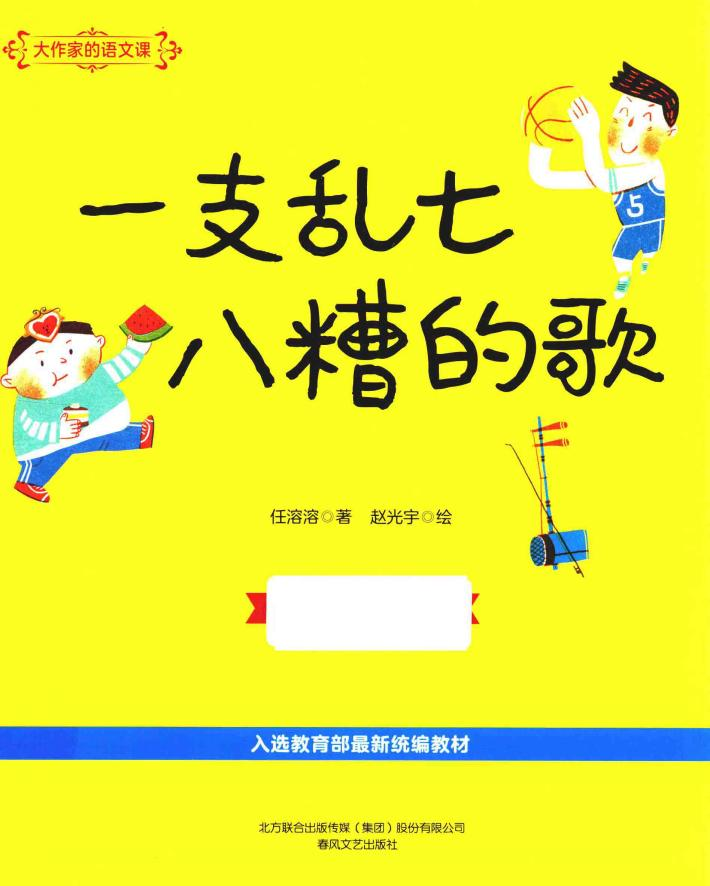 大作家的语文课
一支乱七
八糟的歌
5
任溶溶◎著 赵光宇◎绘
入选教育部最新统编教材
北方联合出版传媒（集团）股份有限公司
春风文艺出版社